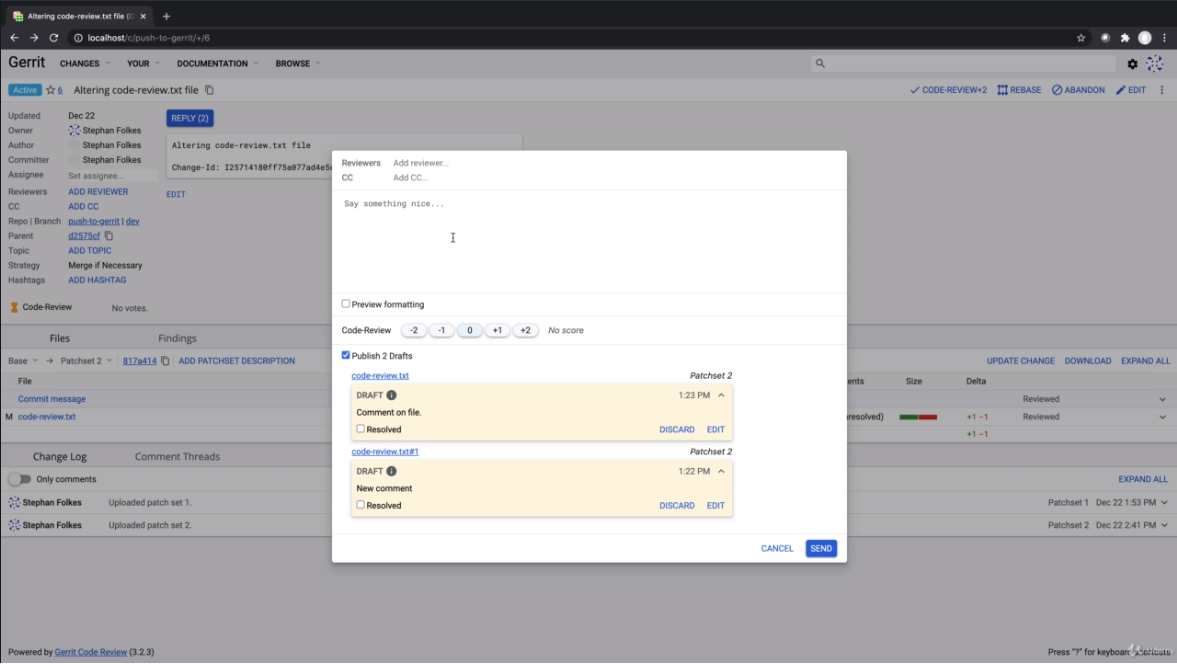 Altering code-review.txt file (
localhost/c/push-to-gerrit/+/6
Gerrit CHANGES YOUR DOCUMENTATION BROWSE
Active 6 Altering code-review.txt file CODE-REVIEW+2 REBASE ABANDON EDIT
Updated Dec 22 REPLY (2)
Owner Stephan Folkes
Author Stephan Folkes
Committer Stephan Folkes
Assignee Set assignee...
Reviewers ADD REVIEWER
CC ADD CC
Repo | Branch push-to-gerrit | dev
Parent d2575cf
Topic ADD TOPIC
Strategy Merge if Necessary
Hashtags ADD HASHTAG
Altering code-review.txt file
Change-Id: I25714180ff75a077ad4e5
EDIT
Code-Review No votes.
Files Findings
Base → Patchset 2 817a414 ADD PATCHSET DESCRIPTION UPDATE CHANGE DOWNLOAD EXPAND ALL
File ents Size Delta
Commit message Reviewed
M code-review.txt resolved) +1 −1 Reviewed
+1 −1
Change Log Comment Threads
Only comments EXPAND ALL
Stephan Folkes Uploaded patch set 1. Patchset 1 Dec 22 1:53 PM
Stephan Folkes Uploaded patch set 2. Patchset 2 Dec 22 2:41 PM
Reviewers Add reviewer...
CC Add CC...
Say something nice...
Preview formatting
Code-Review -2 -1 0 +1 +2 No score
Publish 2 Drafts
code-review.txt Patchset 2
DRAFT 1:23 PM
Comment on file.
Resolved DISCARD EDIT
code-review.txt#1 Patchset 2
DRAFT 1:22 PM
New comment
Resolved DISCARD EDIT
CANCEL SEND
Powered by Gerrit Code Review (3.2.3) Press "?" for keyboard shortcuts